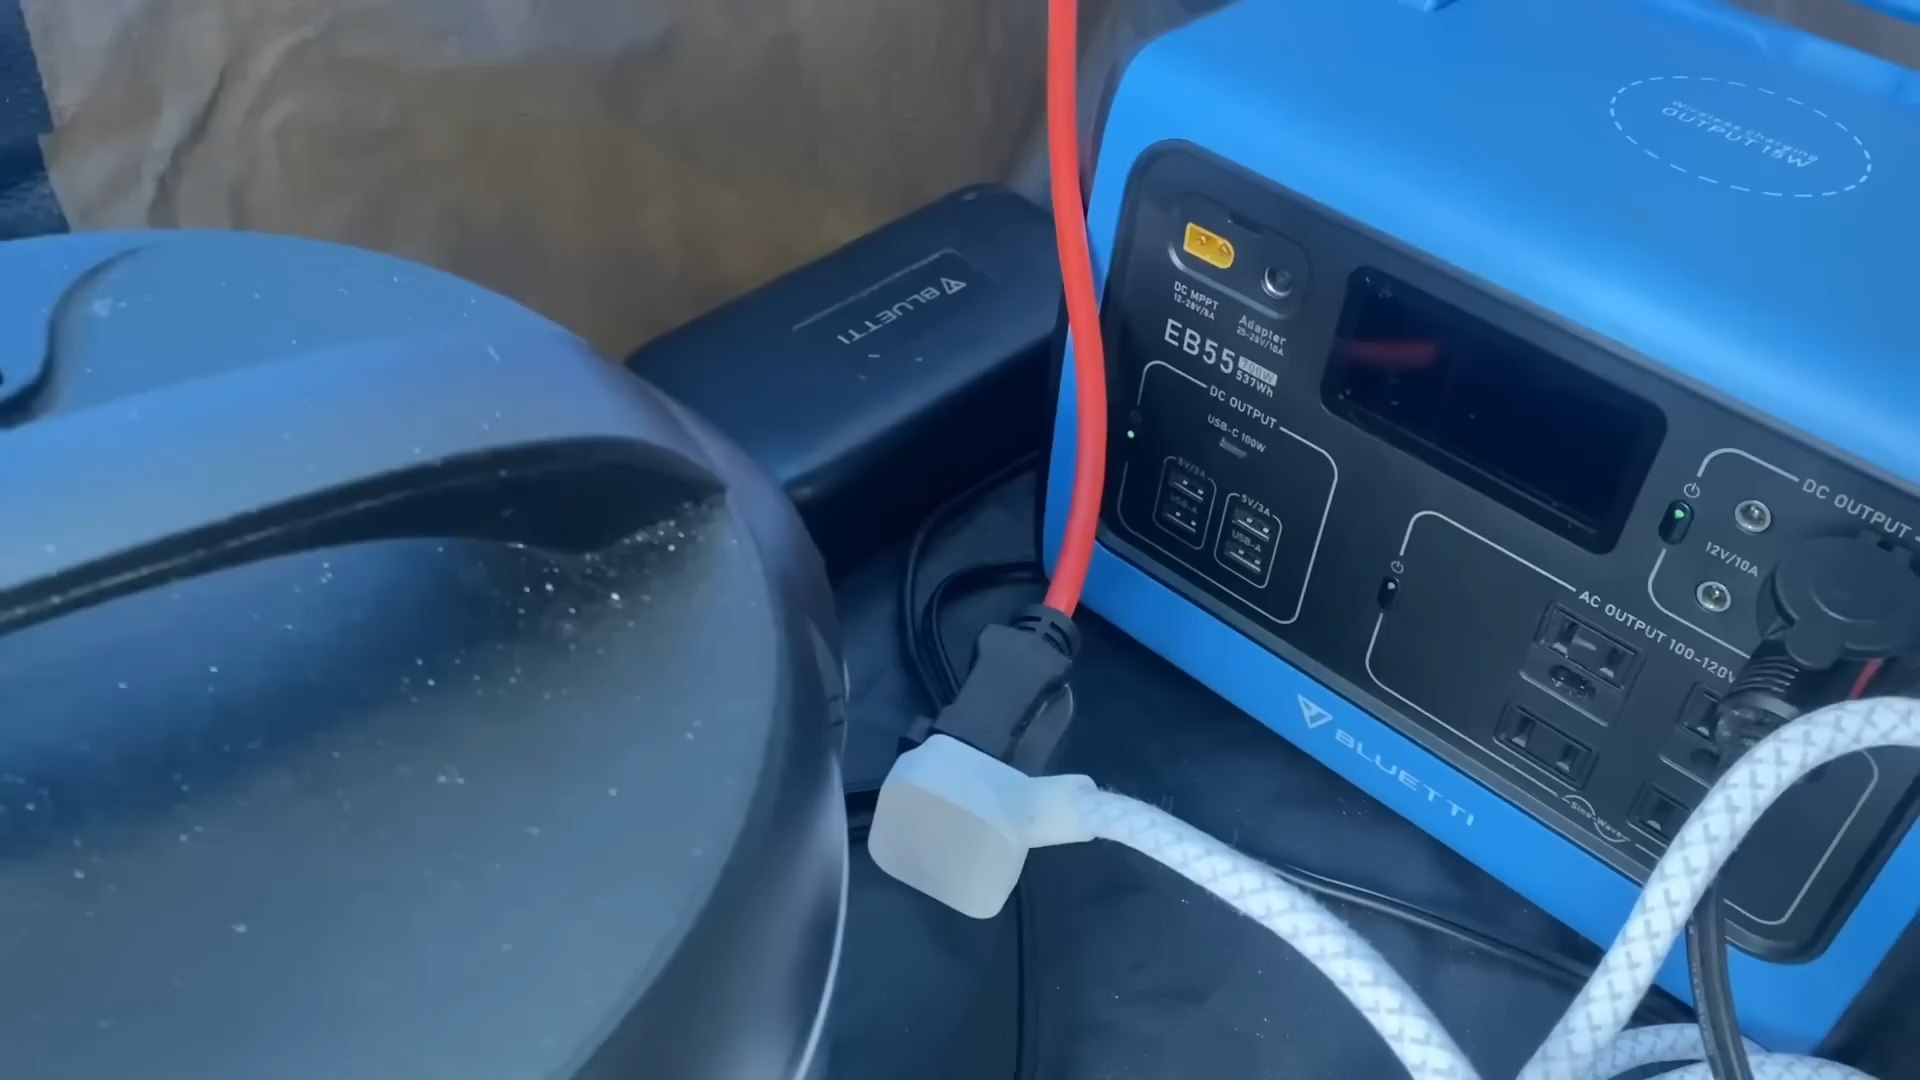 Wireless charging
OUTPUT 15W
BLUETTI
DC MPPT
12-28V/8A
Adapter
25-28V/10A
EB55
700W
537Wh
DC OUTPUT
USB-C 100W
5V/3A
USB-A
5V/3A
USB-A
DC OUTPUT
12V/10A
AC OUTPUT 100-120V
Sine-Wave
BLUETTI